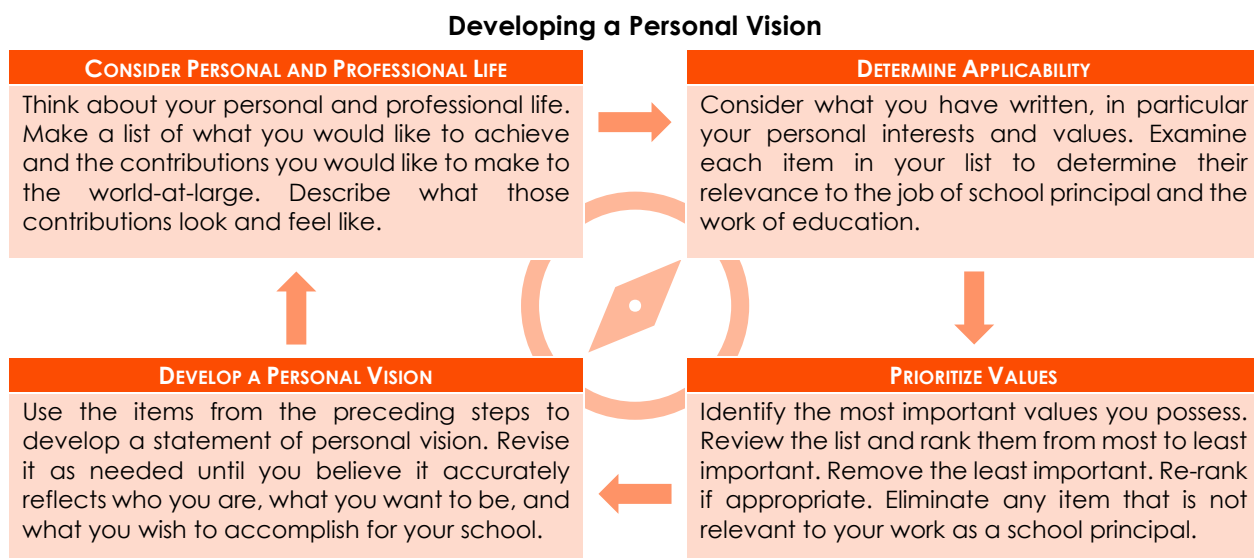 Developing a Personal Vision
CONSIDER PERSONAL AND PROFESSIONAL LIFE
Think about your personal and professional life.
Make a list of what you would like to achieve
and the contributions you would like to make to
the world-at-large. Describe what those
contributions look and feel like.
DETERMINE APPLICABILITY
Consider what you have written, in particular
your personal interests and values. Examine
each item in your list to determine their
relevance to the job of school principal and the
work of education.
DEVELOP A PERSONAL VISION
Use the items from the preceding steps to
develop a statement of personal vision. Revise
it as needed until you believe it accurately
reflects who you are, what you want to be, and
what you wish to accomplish for your school.
PRIORITIZE VALUES
Identify the most important values you possess.
Review the list and rank them from most to least
important. Remove the least important. Re-rank
if appropriate. Eliminate any item that is not
relevant to your work as a school principal.